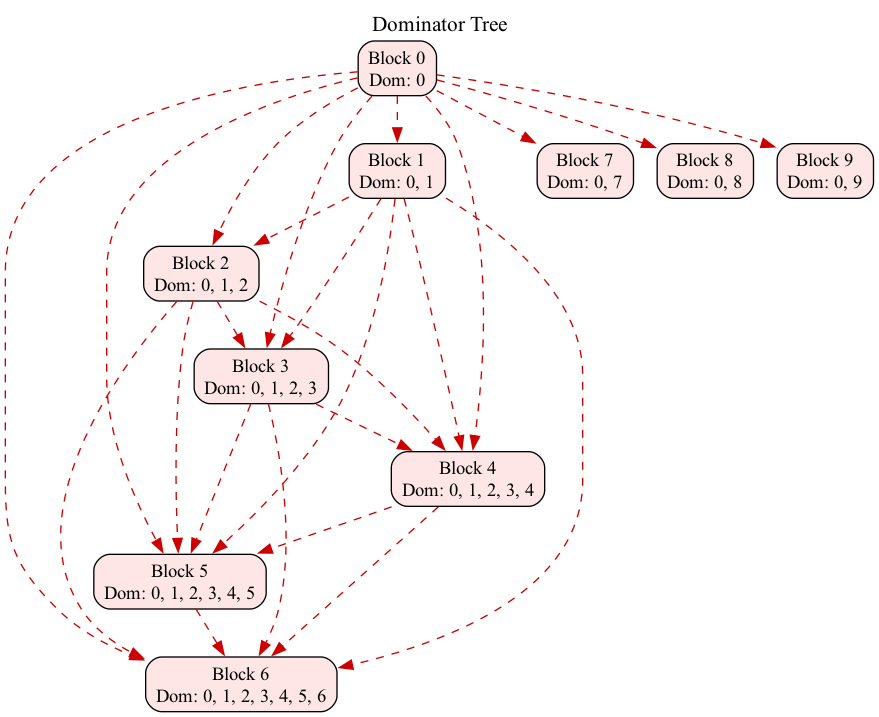 Dominator Tree
Block 0
Dom: 0
Block 1
Dom: 0, 1
Block 7
Dom: 0, 7
Block 8
Dom: 0, 8
Block 9
Dom: 0, 9
Block 2
Dom: 0, 1, 2
Block 3
Dom: 0, 1, 2, 3
Block 4
Dom: 0, 1, 2, 3, 4
Block 5
Dom: 0, 1, 2, 3, 4, 5
Block 6
Dom: 0, 1, 2, 3, 4, 5, 6